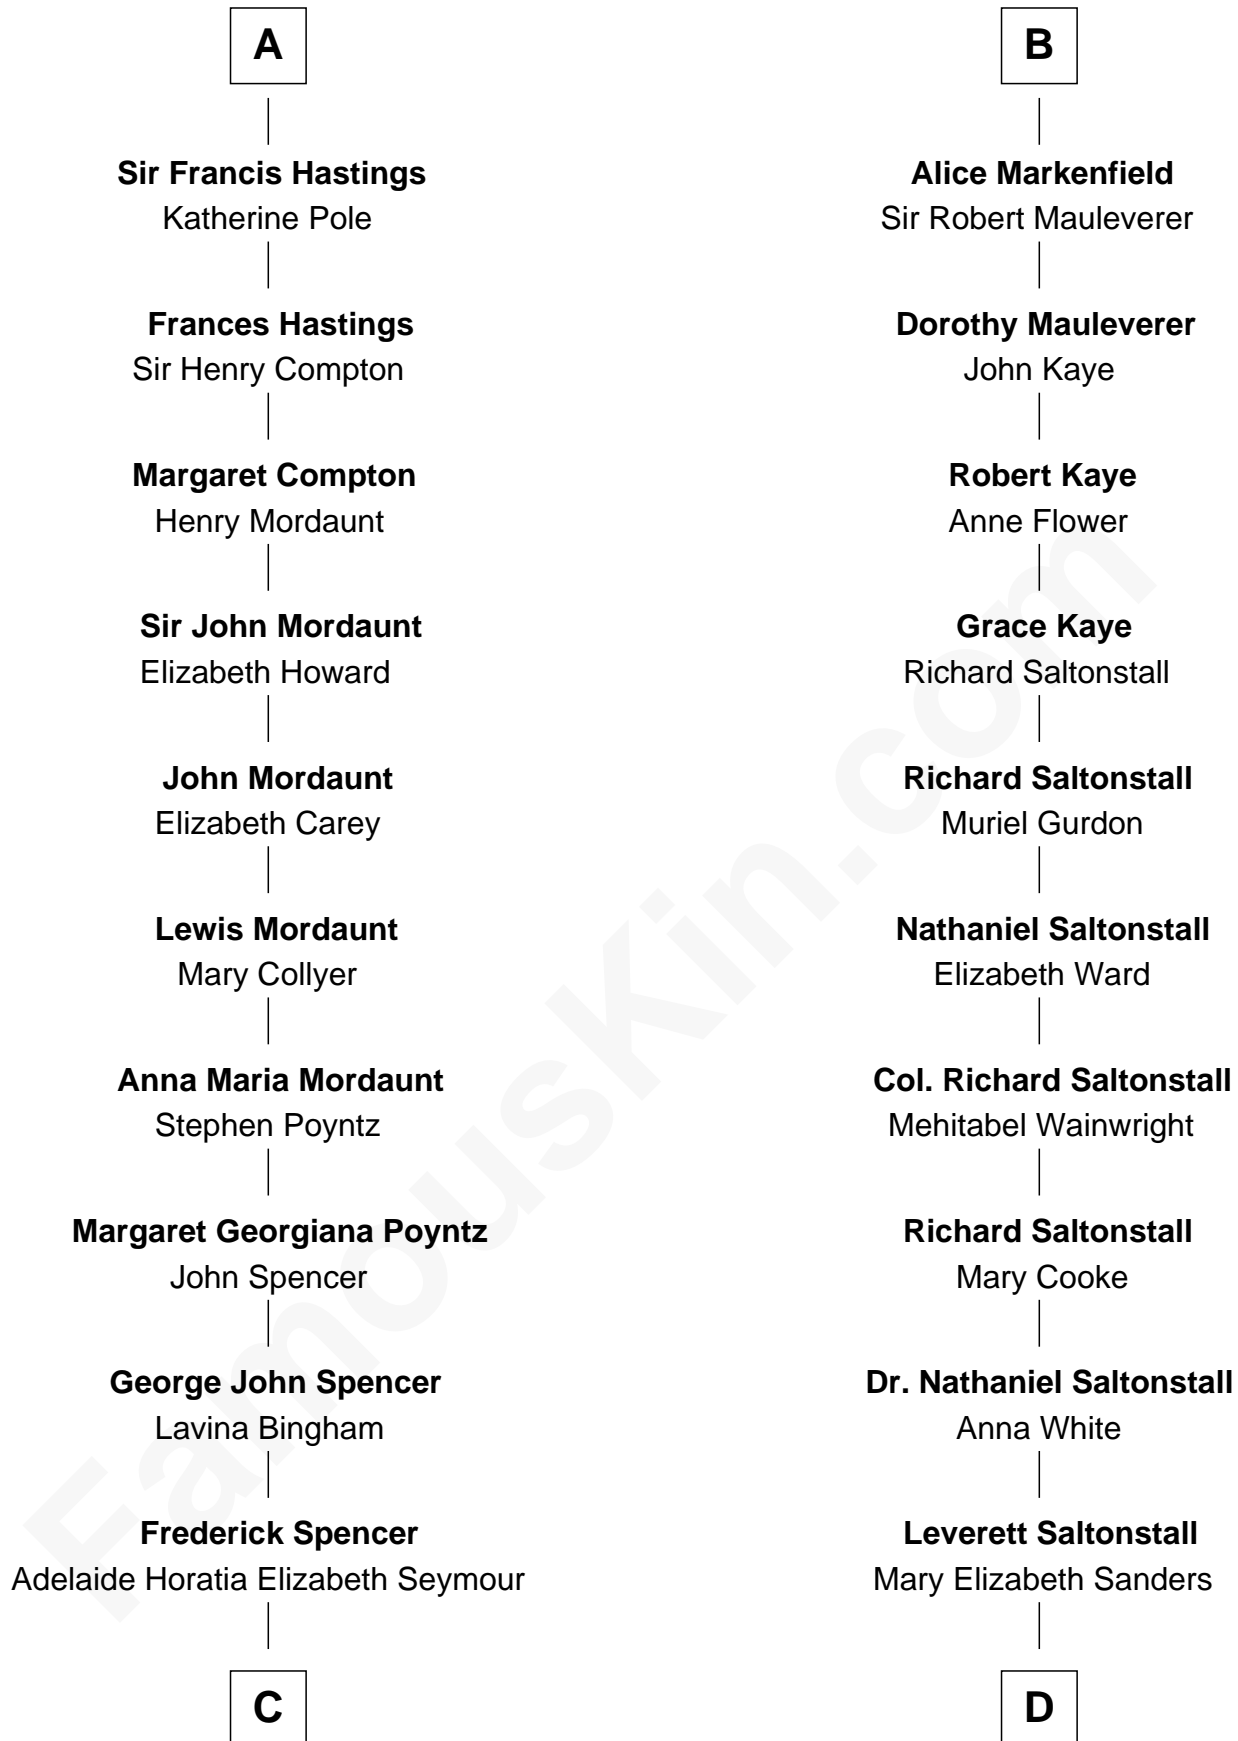 A
Sir Francis Hastings
Katherine Pole
Frances Hastings
Sir Henry Compton
Margaret Compton
Henry Mordaunt
Sir John Mordaunt
Elizabeth Howard
John Mordaunt
Elizabeth Carey
Lewis Mordaunt
Mary Collyer
Anna Maria Mordaunt
Stephen Poyntz
Margaret Georgiana Poyntz
John Spencer
George John Spencer
Lavina Bingham
Frederick Spencer
Adelaide Horatia Elizabeth Seymour
C
B
Alice Markenfield
Sir Robert Mauleverer
Dorothy Mauleverer
John Kaye
Robert Kaye
Anne Flower
Grace Kaye
Richard Saltonstall
Richard Saltonstall
Muriel Gurdon
Nathaniel Saltonstall
Elizabeth Ward
Col. Richard Saltonstall
Mehitabel Wainwright
Richard Saltonstall
Mary Cooke
Dr. Nathaniel Saltonstall
Anna White
Leverett Saltonstall
Mary Elizabeth Sanders
D
FamousKin.com